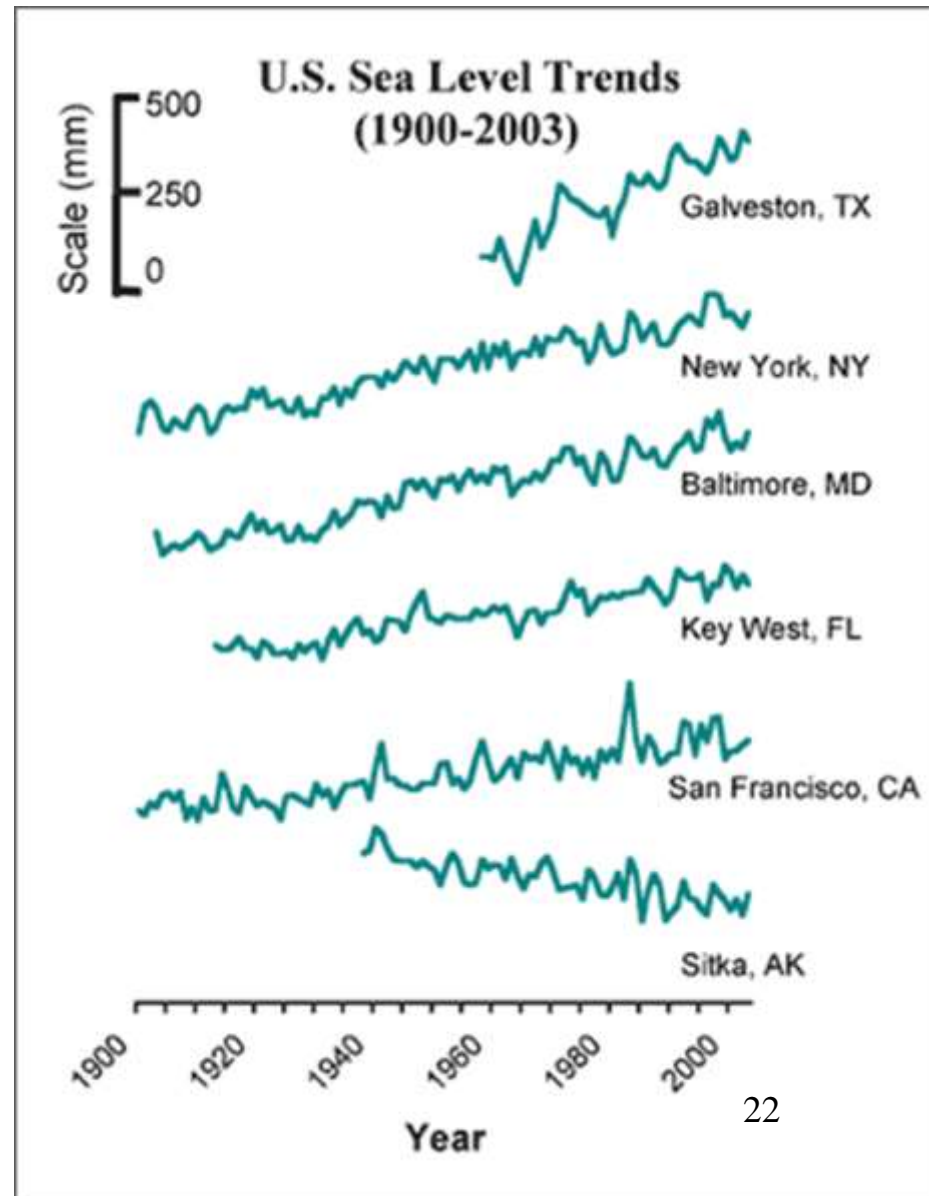 U.S. Sea Level Trends
(1900-2003)
Scale (mm)
500
250
0
Galveston, TX
New York, NY
Baltimore, MD
Key West, FL
San Francisco, CA
Sitka, AK
1900 1920 1940 1960 1980 2000
Year
22